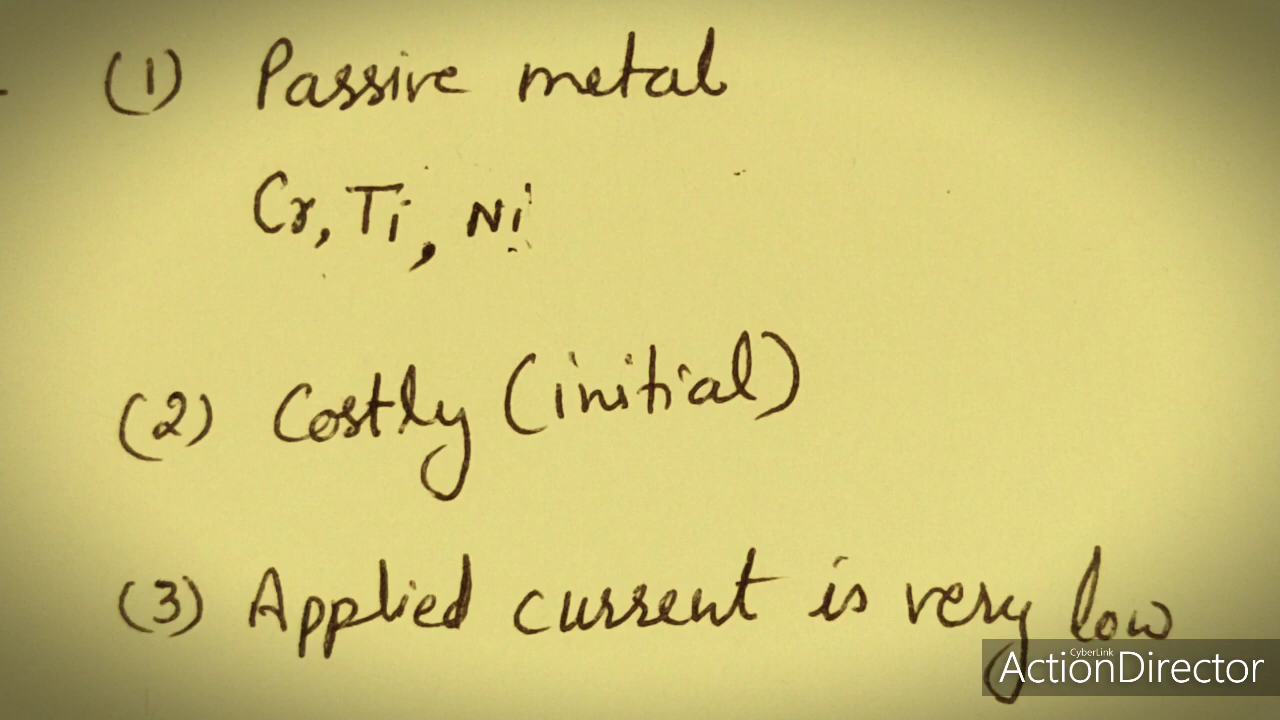 (1) Passive metal
Cr, Ti, Ni
(2) Costly (initial)
(3) Applied current is very low
CyberLink
ActionDirector